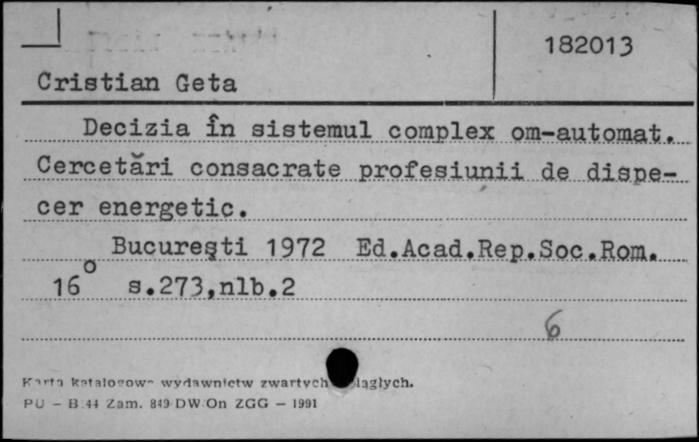 182013
Cristian Geta
Decizia în sistemul complex om-automat.
Cercetări consacrate profesiunii de dispe-
cer energetic.
București 1972 Ed.Acad.Rep.Soc.Rom.
16° s.273,nlb.2
6
Karta katalogowa wydawnictw zwartych ciągłych.
PU – B 44 Zam. 849 DW On ZGG – 1991